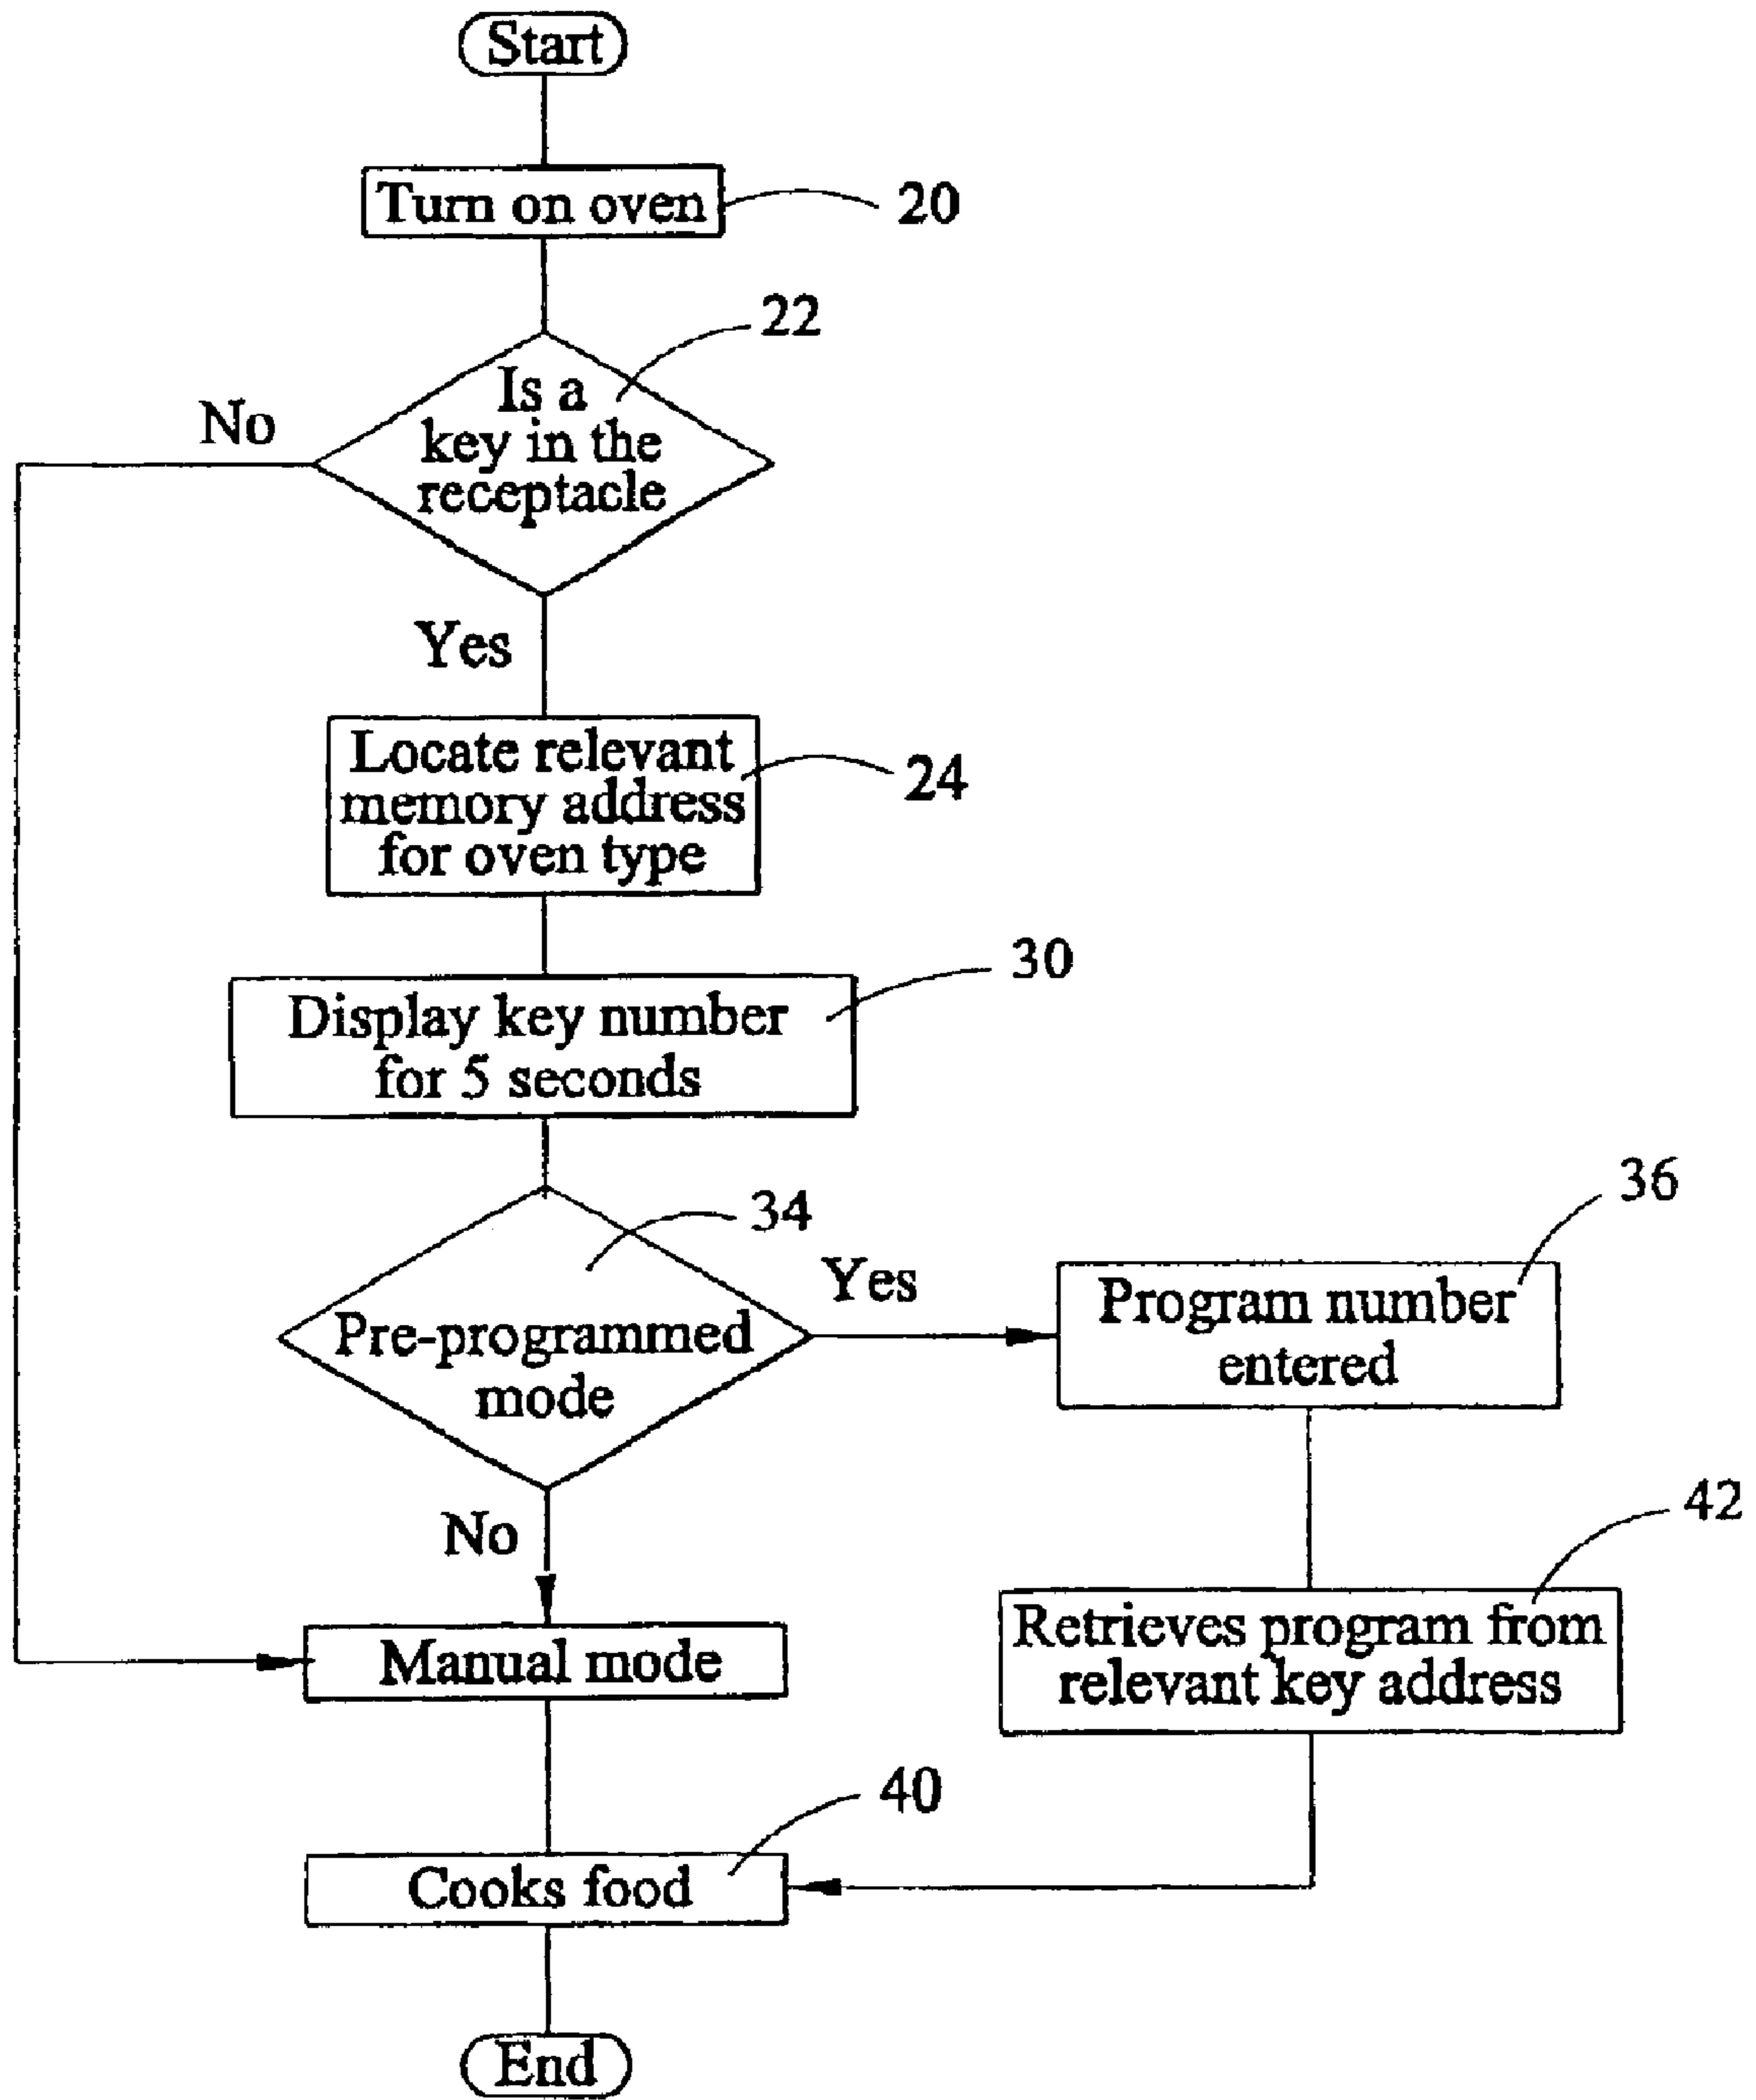 Start
Turn on oven
20
22
Is a
key in the
receptacle
No
Yes
Locate relevant
memory address
for oven type
24
30
Display key number
for 5 seconds
34
Pre-programmed
mode
Yes
36
Program number
entered
No
42
Retrieves program from
relevant key address
Manual mode
40
Cooks food
End